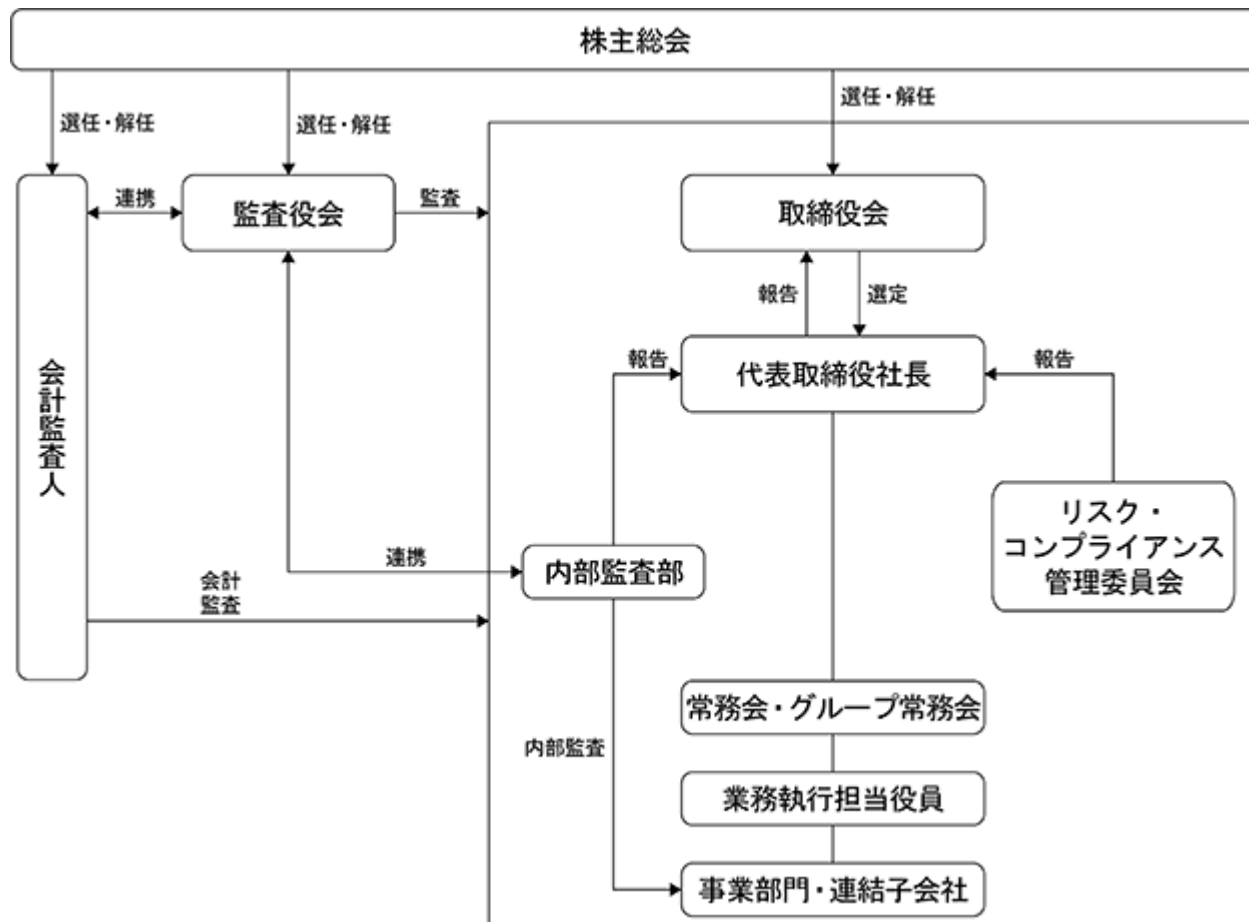 株主総会
選任・解任
選任・解任
選任・解任
連携
監査役会
監査
取締役会
報告
選定
報告
代表取締役社長
報告
会計監査人
リスク・
コンプライアンス
管理委員会
連携
内部監査部
会計
監査
常務会・グループ常務会
内部監査
業務執行担当役員
事業部門・連結子会社